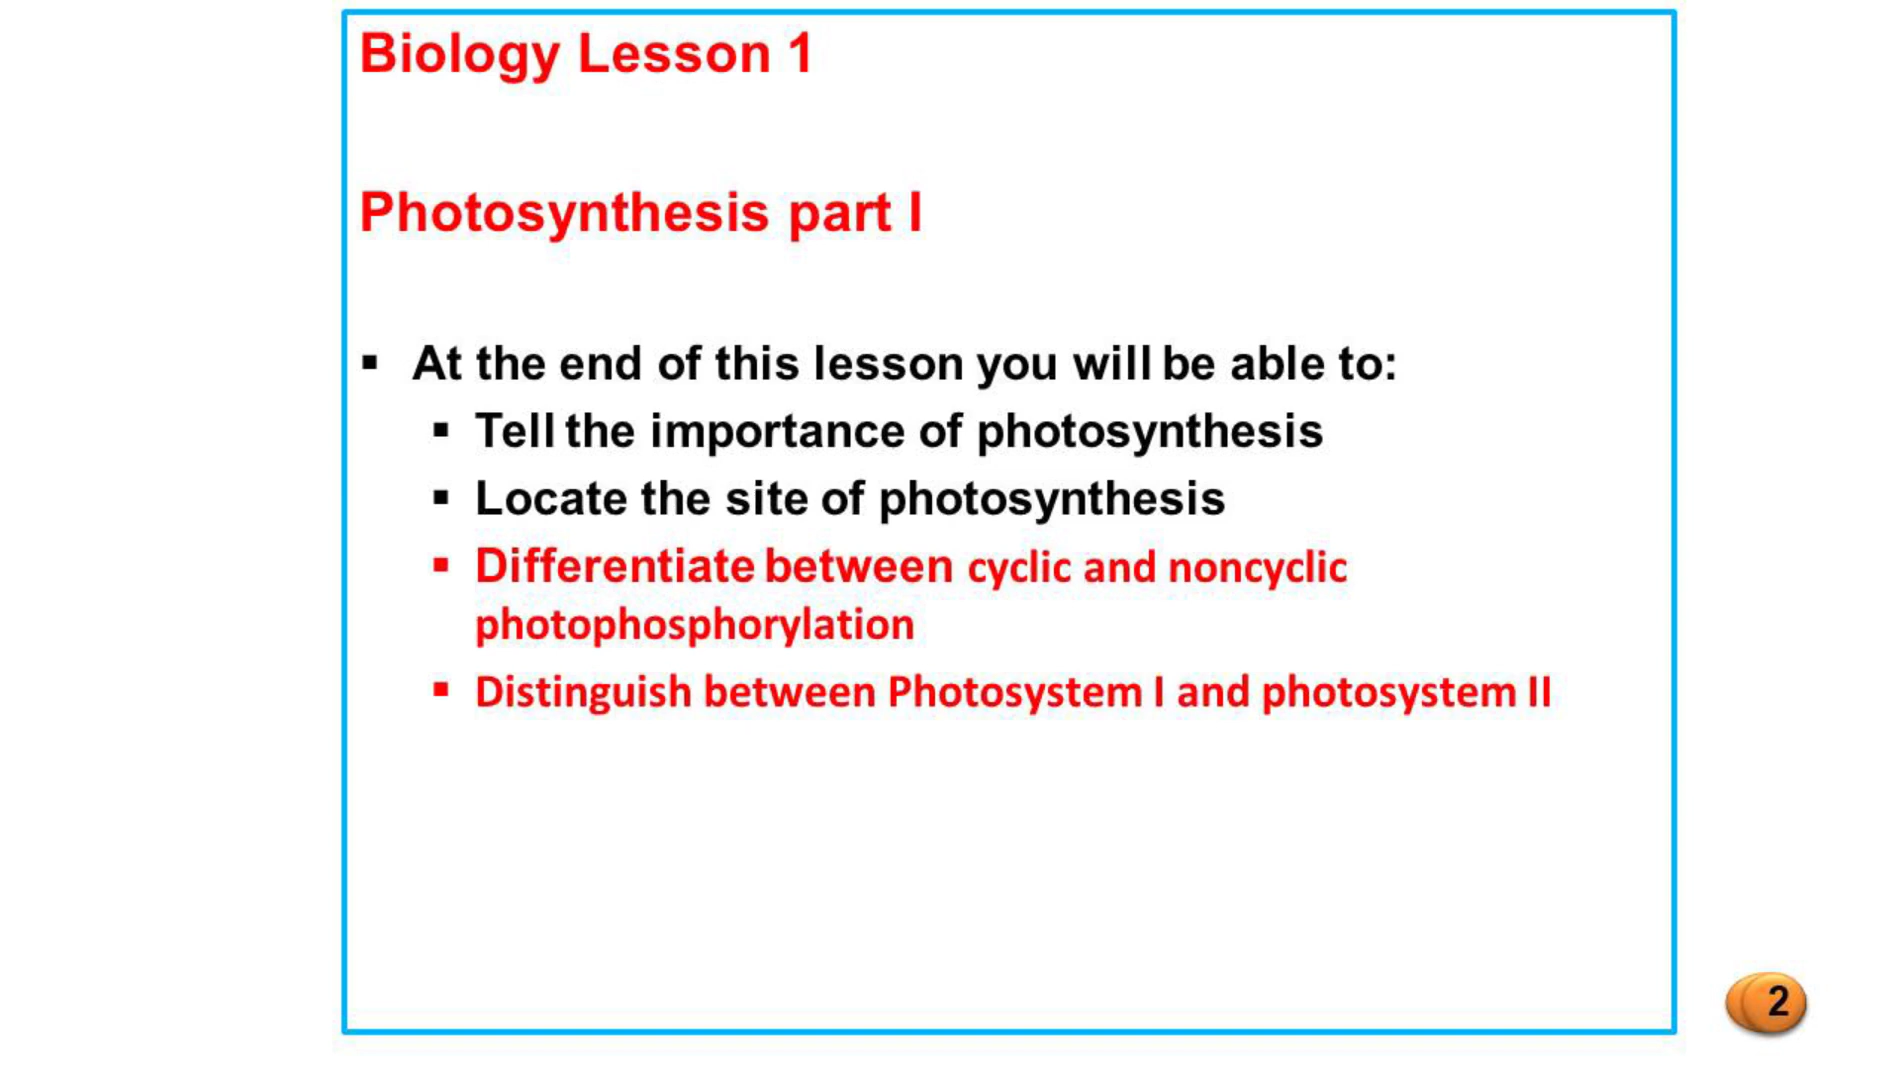 Biology Lesson 1
Photosynthesis part I
▪ At the end of this lesson you will be able to:
▪ Tell the importance of photosynthesis
▪ Locate the site of photosynthesis
▪ Differentiate between cyclic and noncyclic
photophosphorylation
▪ Distinguish between Photosystem I and photosystem II
2